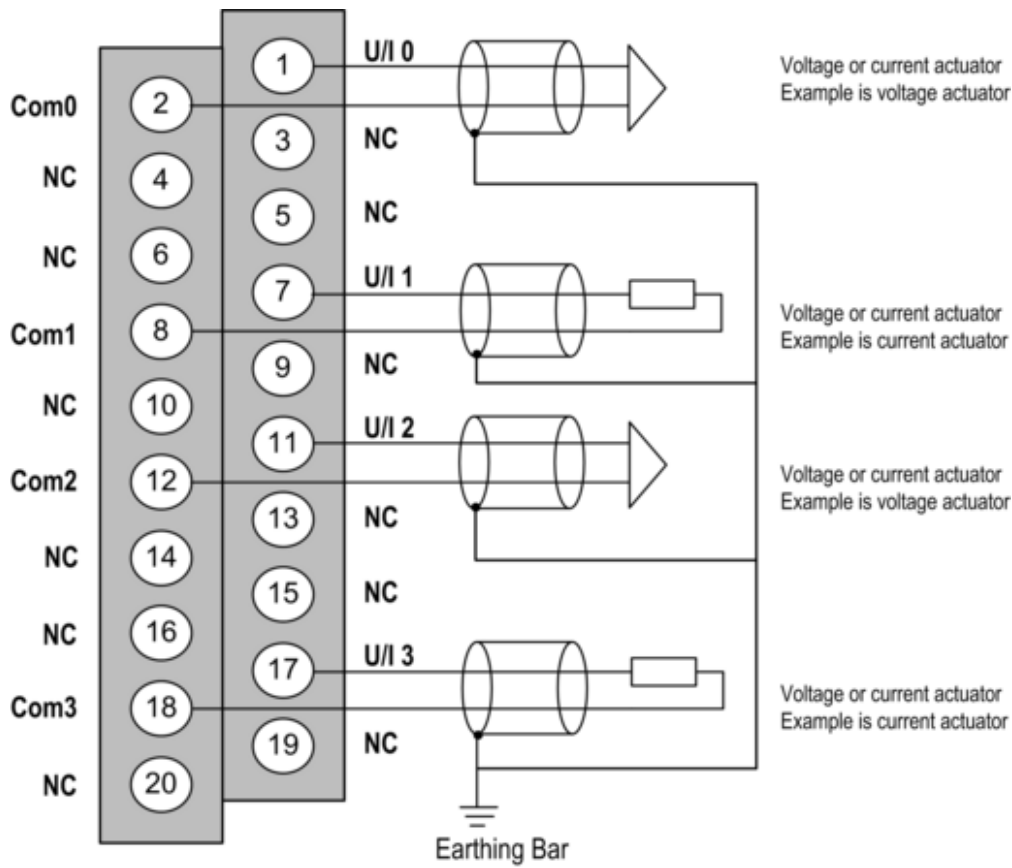 1 U/I 0
Voltage or current actuator
Example is voltage actuator
Com0 2
3 NC
NC 4
5 NC
NC 6
7 U/I 1
Voltage or current actuator
Example is current actuator
Com1 8
9 NC
NC 10
11 U/I 2
Voltage or current actuator
Example is voltage actuator
Com2 12
13 NC
NC 14
15 NC
NC 16
17 U/I 3
Voltage or current actuator
Example is current actuator
Com3 18
19 NC
NC 20
Earthing Bar